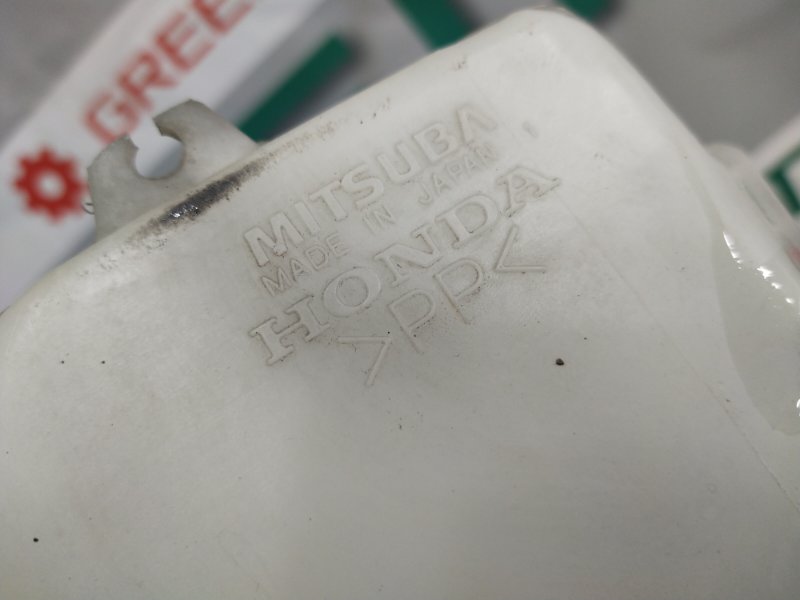 GREE
MITSUBA
MADE IN JAPAN
HONDA
>PP<